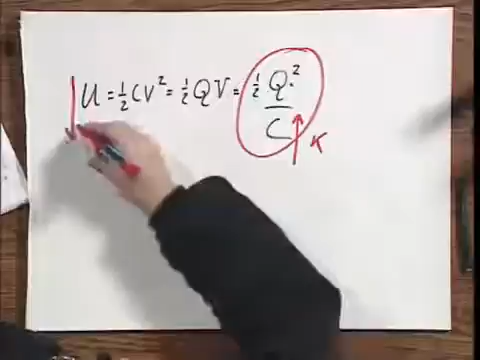 U = ½CV² = ½QV = ½ Q²/C
K